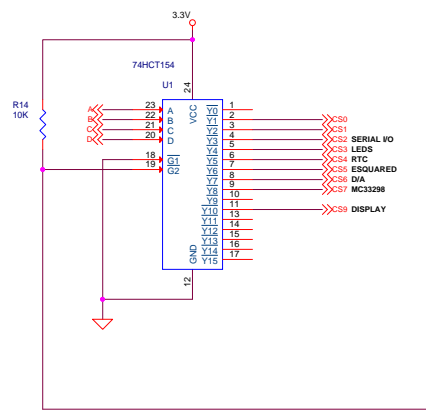 3.3V
74HCT154
U1
R14
10K
24
VCC
A 23 A Y0 1
B 22 B Y1 2 CS0
C 21 C Y2 3 CS1
D 20 D Y3 4 CS2 SERIAL I/O
Y4 5 CS3 LEDS
18 G1 Y5 6 CS4 RTC
19 G2 Y6 7 CS5 ESQUARED
Y7 8 CS6 D/A
Y8 9 CS7 MC33298
Y9 10
Y10 11 CS9 DISPLAY
Y11 13
Y12 14
Y13 15
Y14 16
Y15 17
GND
12